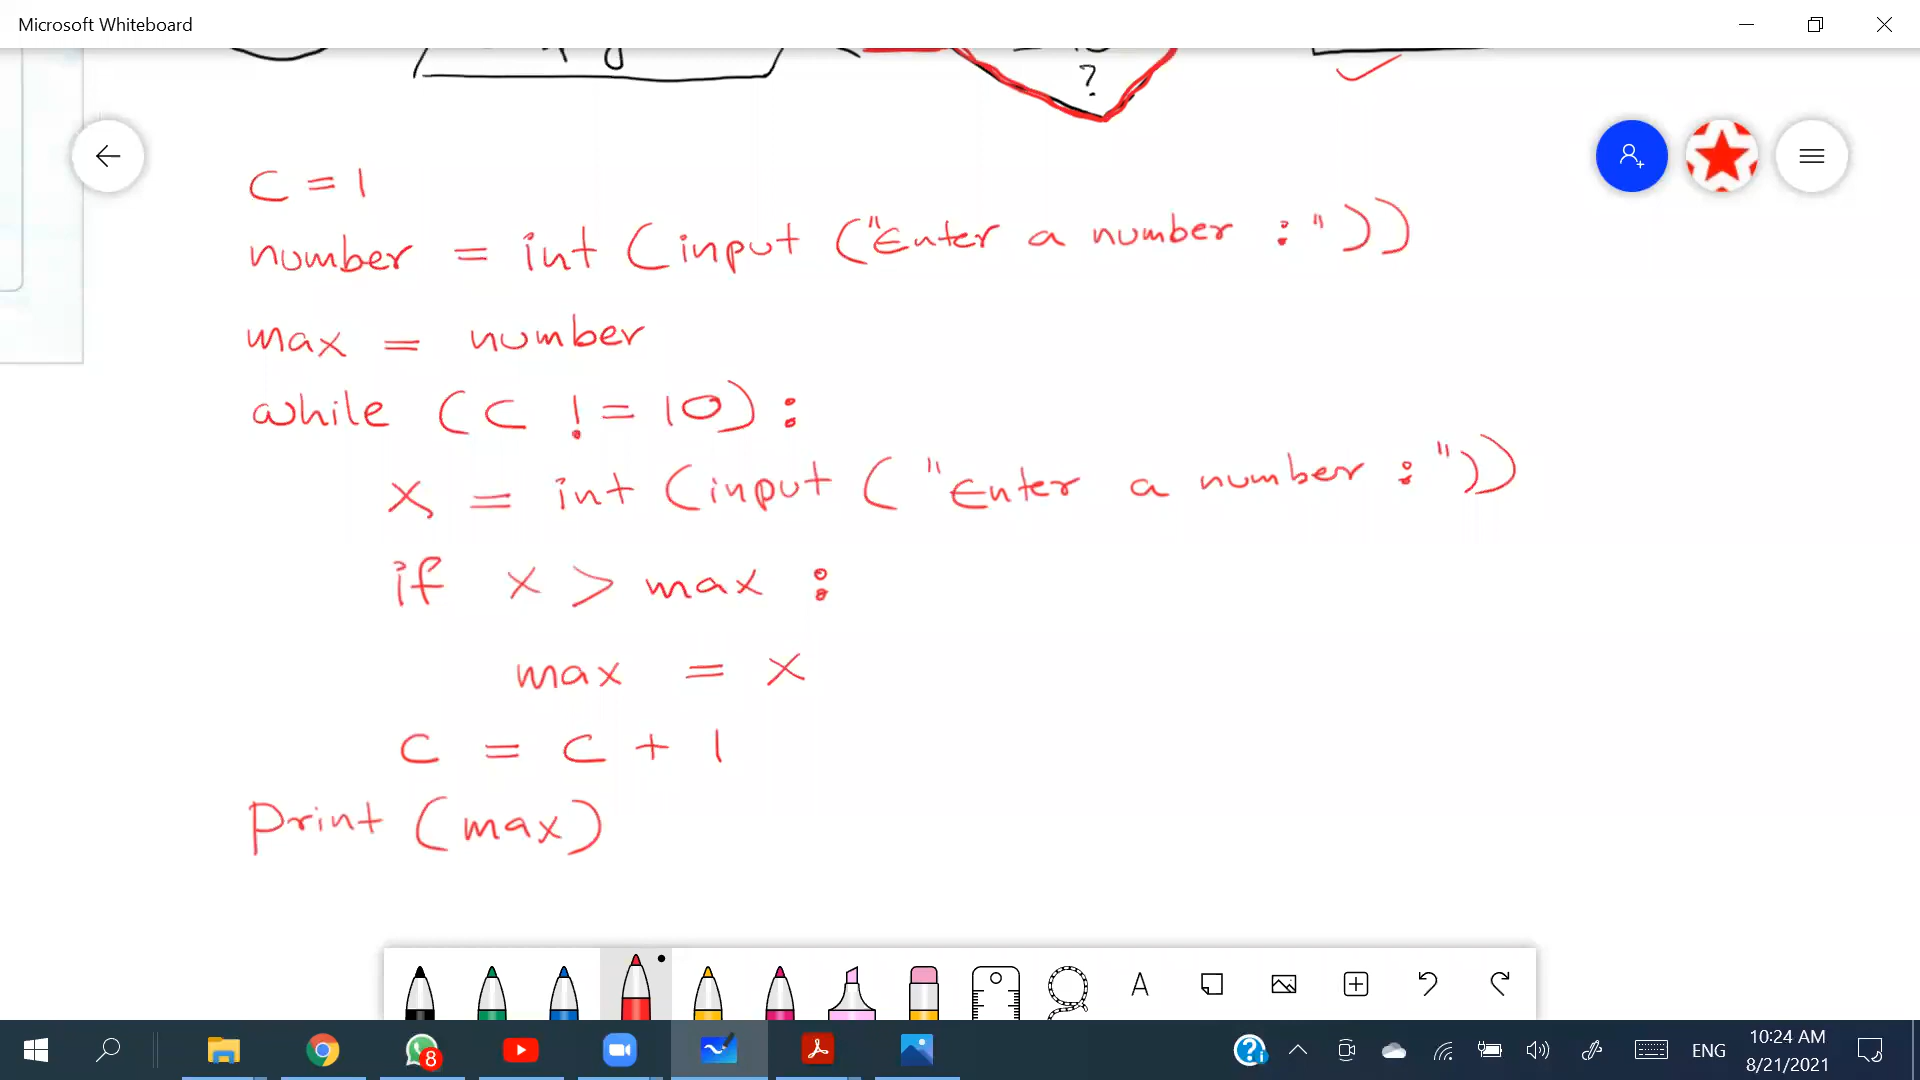 Microsoft Whiteboard
?
C = 1
number = int (input ("Enter a number : "))
max = number
while (C != 10) :
x = int (input ( "Enter a number : "))
if x > max :
max = x
C = C + 1
Print (max)
8
ENG
10:24 AM
8/21/2021